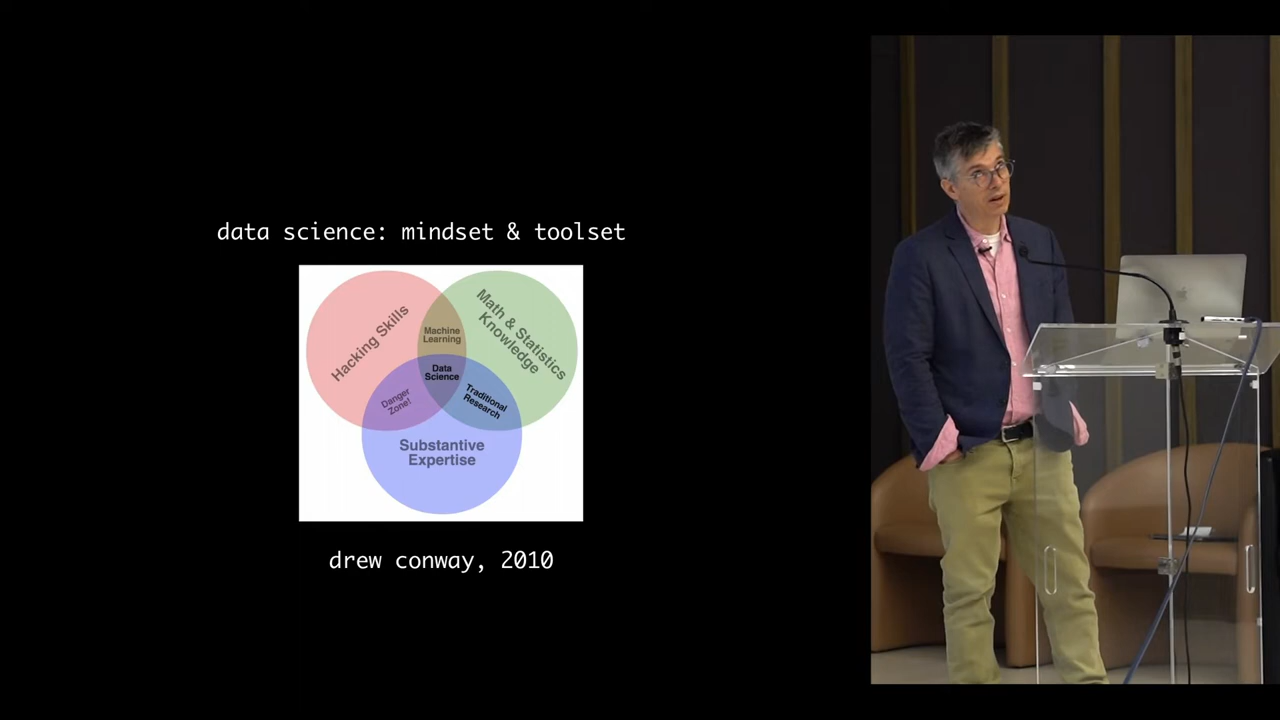 data science: mindset & toolset
Hacking Skills
Math & Statistics
Knowledge
Machine
Learning
Data
Science
Danger
Zone!
Traditional
Research
Substantive
Expertise
drew conway, 2010